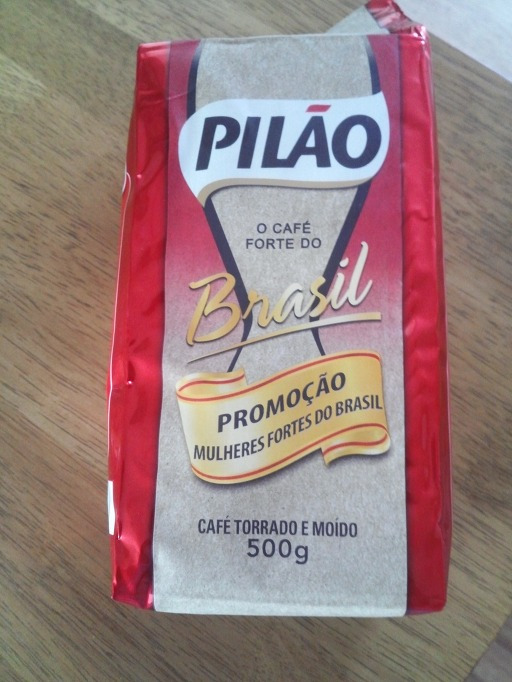 PILÃO
O CAFÉ
FORTE DO
Brasil
PROMOÇÃO
MULHERES FORTES DO BRASIL
CAFÉ TORRADO E MOÍDO
500g